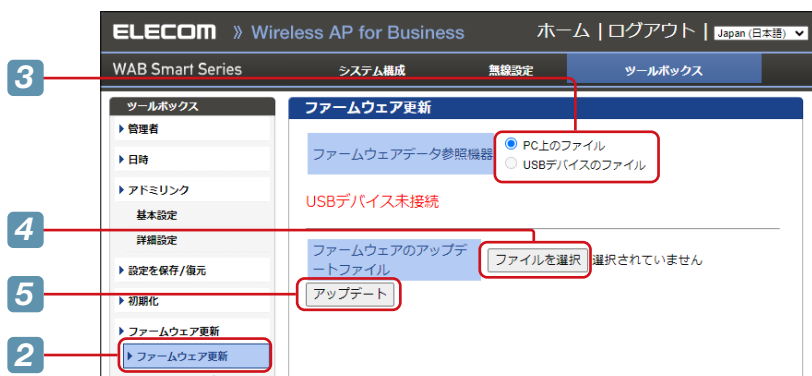 ELECOM » Wireless AP for Business ホーム | ログアウト | Japan (日本語)
WAB Smart Series システム構成 無線設定 ツールボックス
3
ツールボックス
ファームウェア更新
管理者
日時
アドミリンク
基本設定
詳細設定
設定を保存/復元
初期化
ファームウェア更新
ファームウェア更新
ファームウェアデータ参照機器
PC上のファイル
USBデバイスのファイル
USBデバイス未接続
4
ファームウェアのアップデ
ートファイル
ファイルを選択 選択されていません
5
アップデート
2